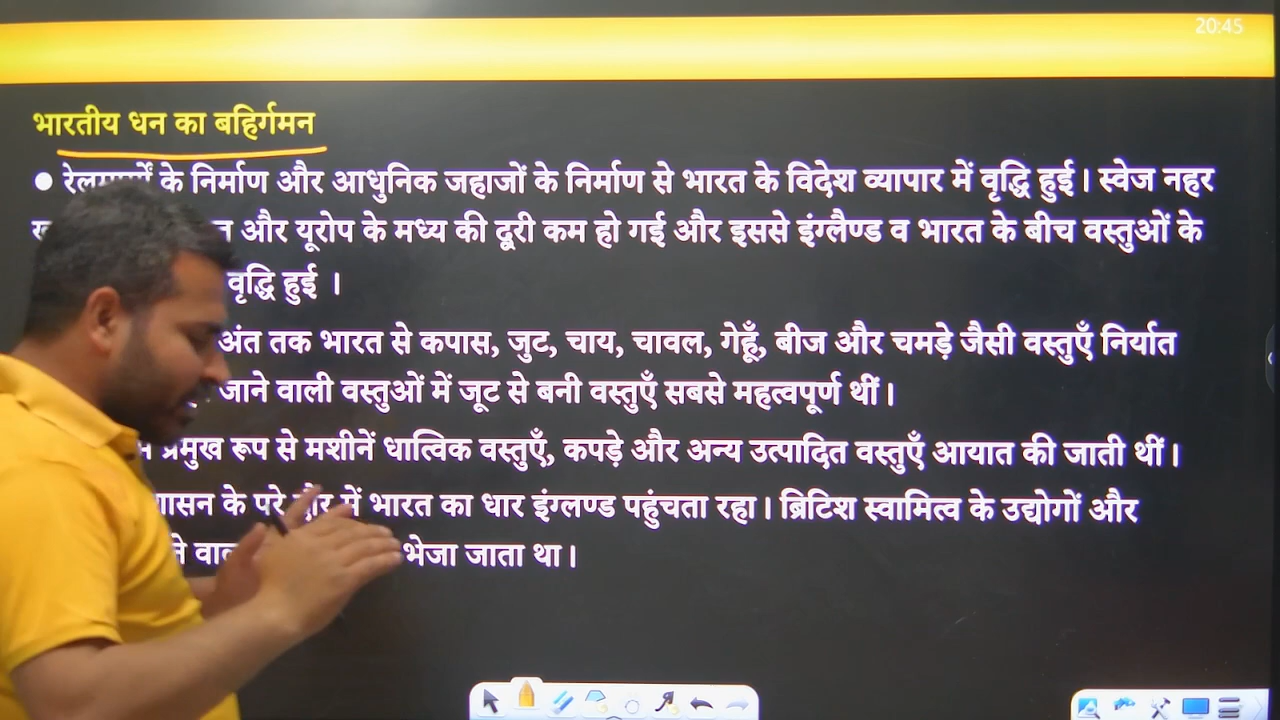 20:45
भारतीय धन का बहिर्गमन
● के निर्माण और आधुनिक जहाजों के निर्माण से भारत के विदेश व्यापार में वृद्धि हुई। स्वेज नहर
और यूरोप के मध्य की दूरी कम हो गई और इससे इंग्लैण्ड व भारत के बीच वस्तुओं के
वृद्धि हुई ।
अंत तक भारत से कपास, जुट, चाय, चावल, गेहूँ, बीज और चमड़े जैसी वस्तुएँ निर्यात
जाने वाली वस्तुओं में जूट से बनी वस्तुएँ सबसे महत्वपूर्ण थीं।
प्रमुख रूप से मशीनें धात्विक वस्तुएँ, कपड़े और अन्य उत्पादित वस्तुएँ आयात की जाती थीं।
के में भारत का धार इंग्लण्ड पहुंचता रहा। ब्रिटिश स्वामित्व के उद्योगों और
भेजा जाता था।